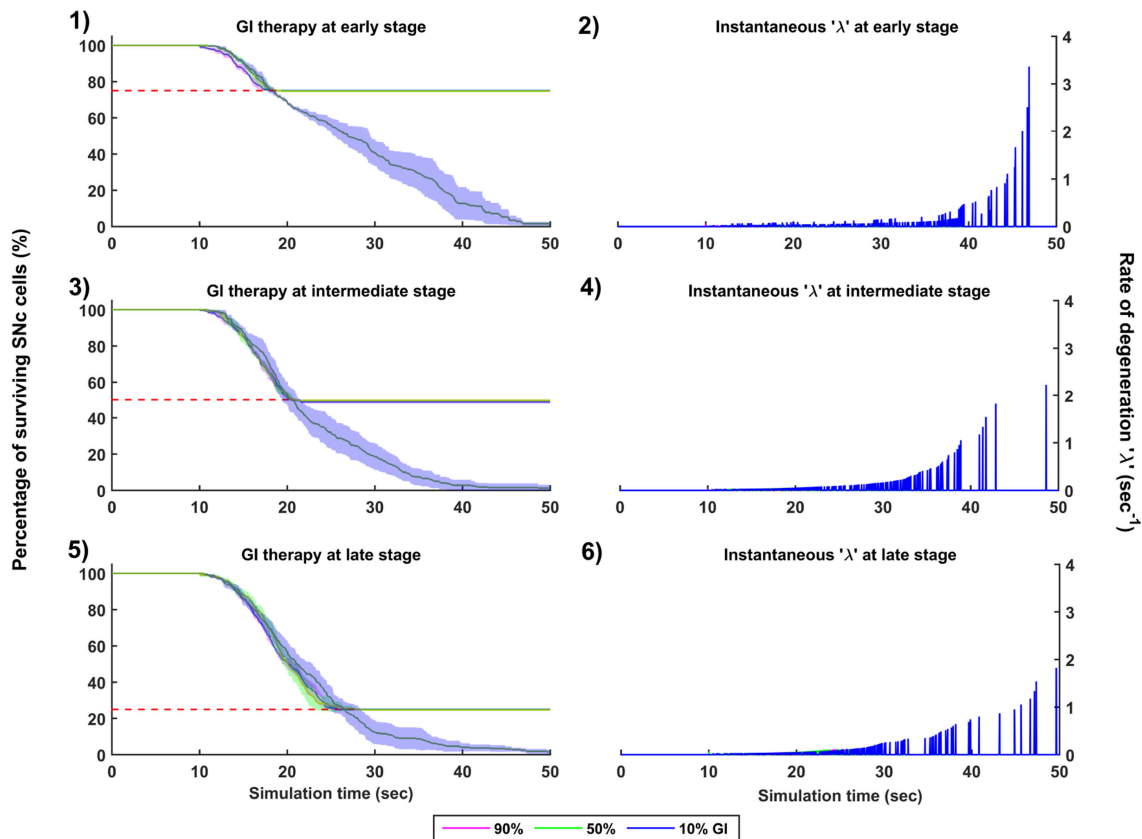 1)
GI therapy at early stage
2)
Instantaneous 'λ' at early stage
100
80
60
40
20
0
0 10 20 30 40 50
4
3
2
1
0
0 10 20 30 40 50
3)
GI therapy at intermediate stage
4)
Instantaneous 'λ' at intermediate stage
100
80
60
40
20
0
0 10 20 30 40 50
4
3
2
1
0
0 10 20 30 40 50
Percentage of surviving SNc cells (%)
Rate of degeneration 'λ' (sec-1)
5)
GI therapy at late stage
6)
Instantaneous 'λ' at late stage
100
80
60
40
20
0
0 10 20 30 40 50
Simulation time (sec)
4
3
2
1
0
0 10 20 30 40 50
Simulation time (sec)
90% 50% 10% GI